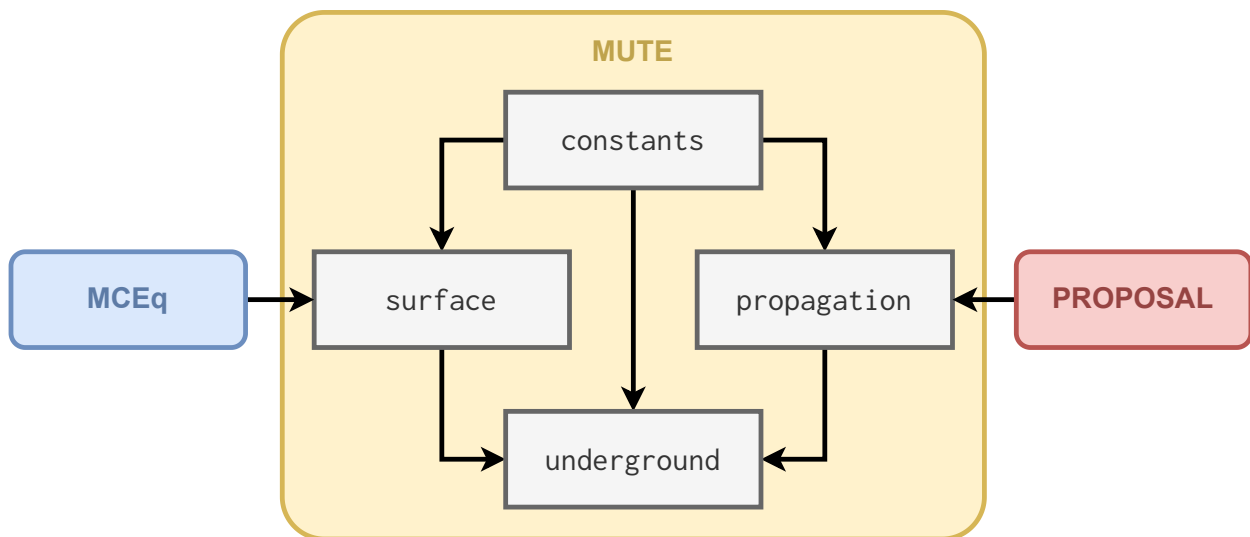 MUTE
constants
MCEq
surface
propagation
PROPOSAL
underground